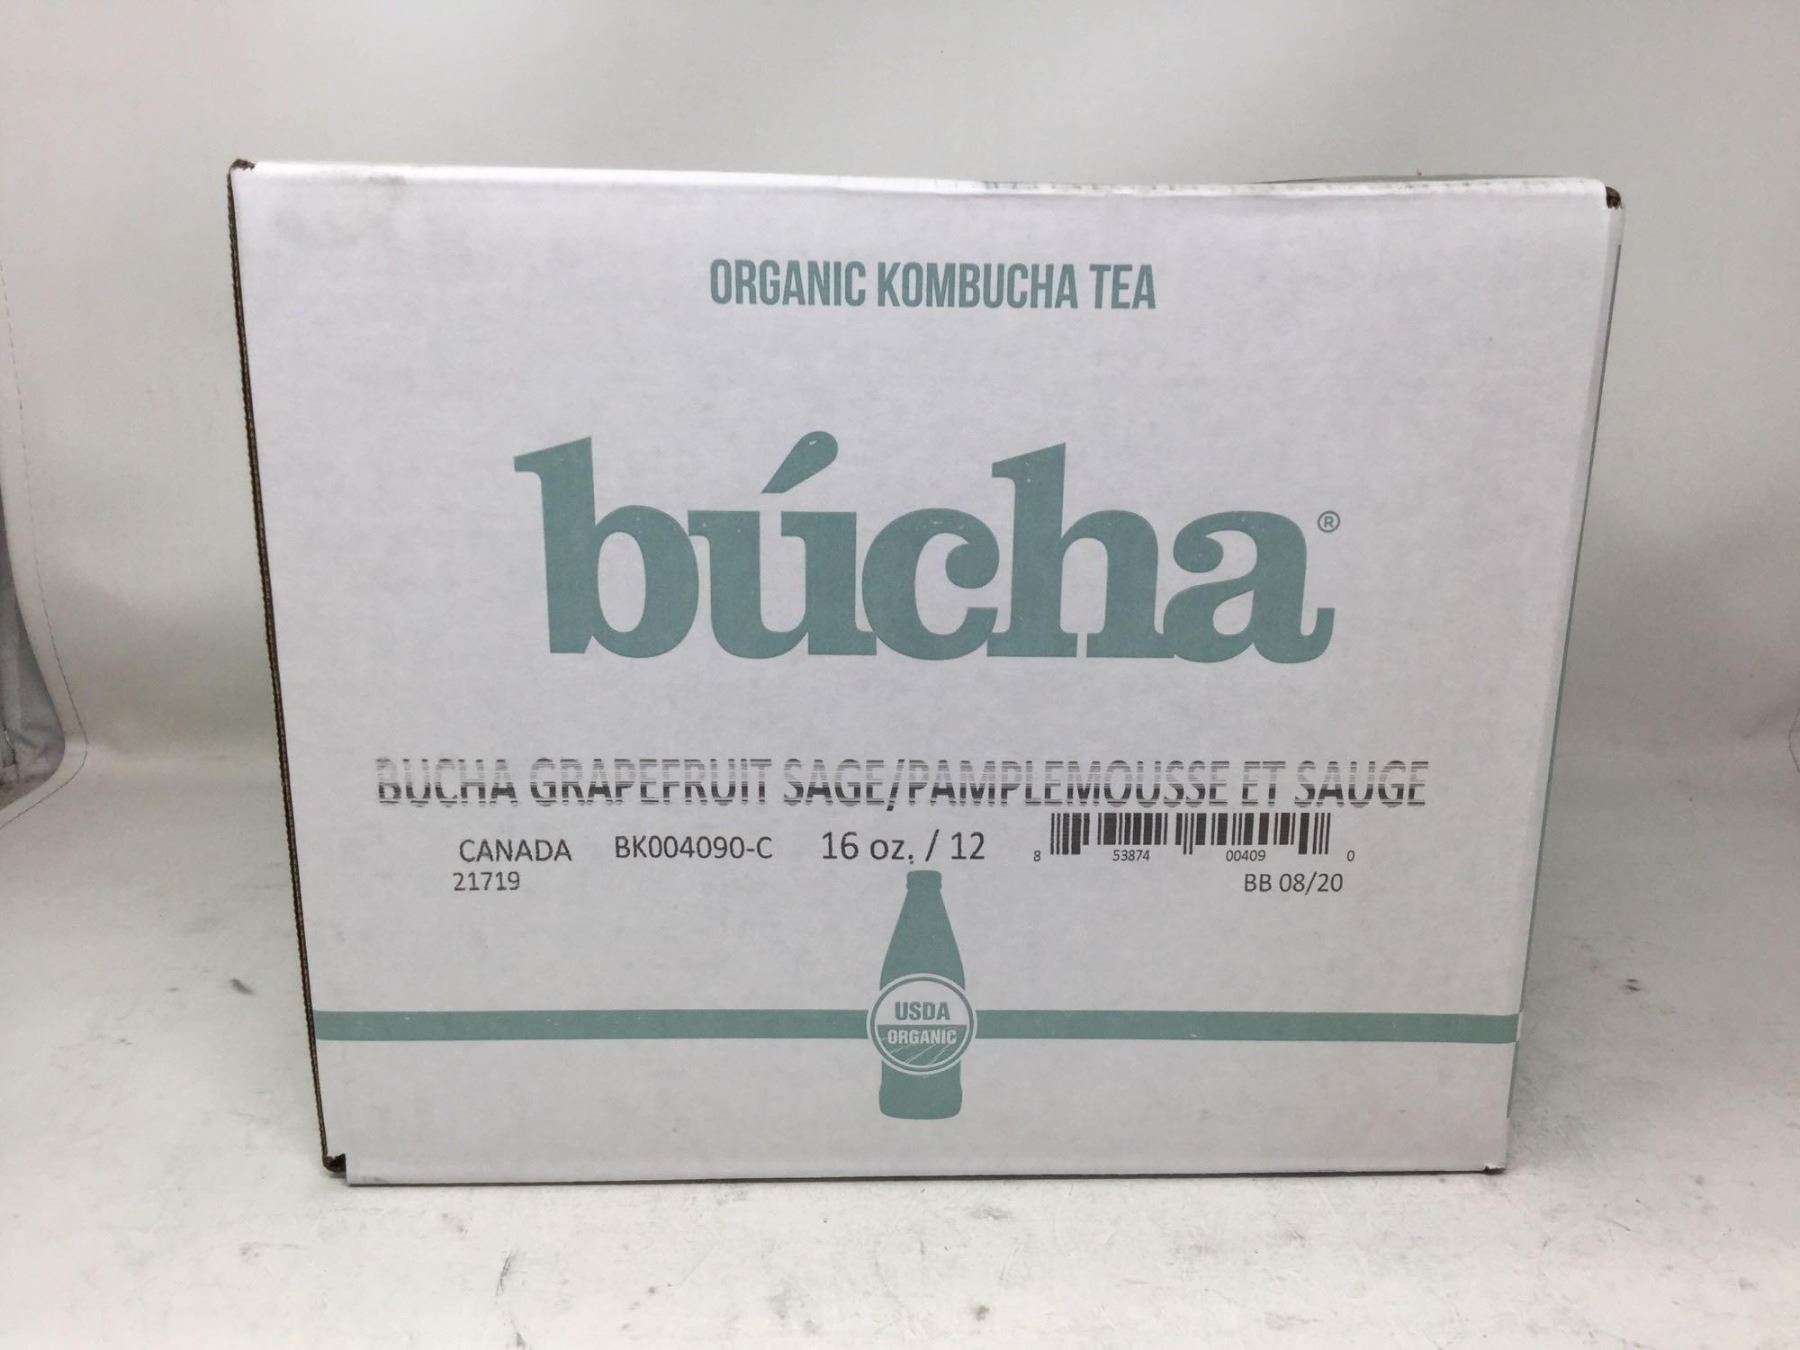 ORGANIC KOMBUCHA TEA
búcha®
BUCHA GRAPEFRUIT SAGE/PAMPLEMOUSSE ET SAUGE
CANADA BK004090-C 16 oz. / 12
8 53874 00409 0
21719 BB 08/20
USDA
ORGANIC